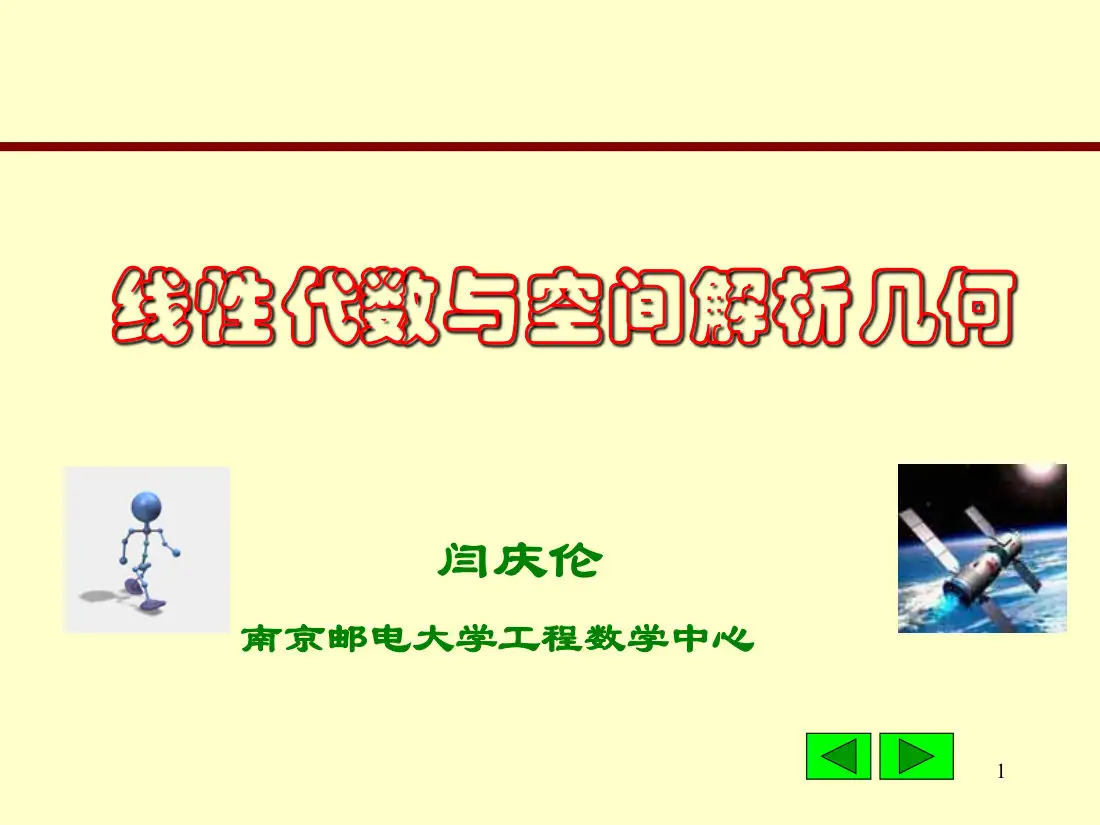 线性代数与空间解析几何
闫庆伦
南京邮电大学工程数学中心
1